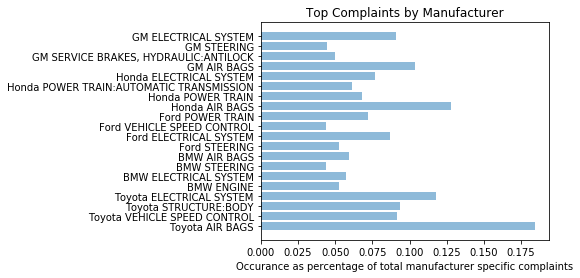 Top Complaints by Manufacturer
GM ELECTRICAL SYSTEM
GM STEERING
GM SERVICE BRAKES, HYDRAULIC:ANTILOCK
GM AIR BAGS
Honda ELECTRICAL SYSTEM
Honda POWER TRAIN:AUTOMATIC TRANSMISSION
Honda POWER TRAIN
Honda AIR BAGS
Ford POWER TRAIN
Ford VEHICLE SPEED CONTROL
Ford ELECTRICAL SYSTEM
Ford STEERING
BMW AIR BAGS
BMW STEERING
BMW ELECTRICAL SYSTEM
BMW ENGINE
Toyota ELECTRICAL SYSTEM
Toyota STRUCTURE:BODY
Toyota VEHICLE SPEED CONTROL
Toyota AIR BAGS
0.000 0.025 0.050 0.075 0.100 0.125 0.150 0.175
Occurance as percentage of total manufacturer specific complaints